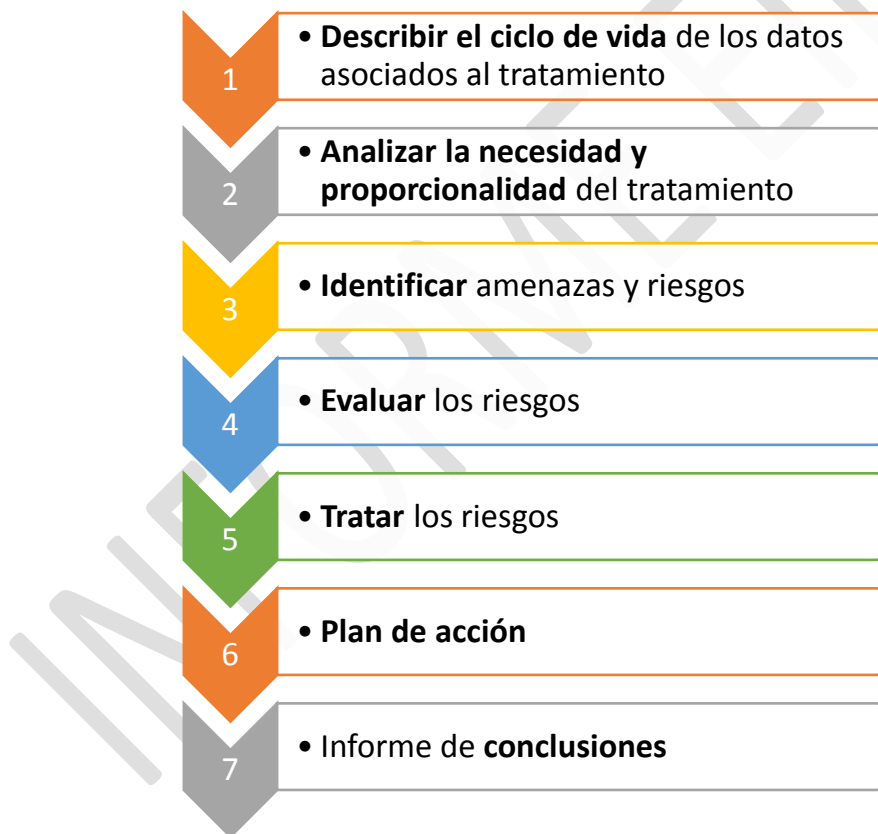 1
• Describir el ciclo de vida de los datos
asociados al tratamiento
2
• Analizar la necesidad y
proporcionalidad del tratamiento
3
• Identificar amenazas y riesgos
4
• Evaluar los riesgos
5
• Tratar los riesgos
6
• Plan de acción
7
• Informe de conclusiones
INFORME